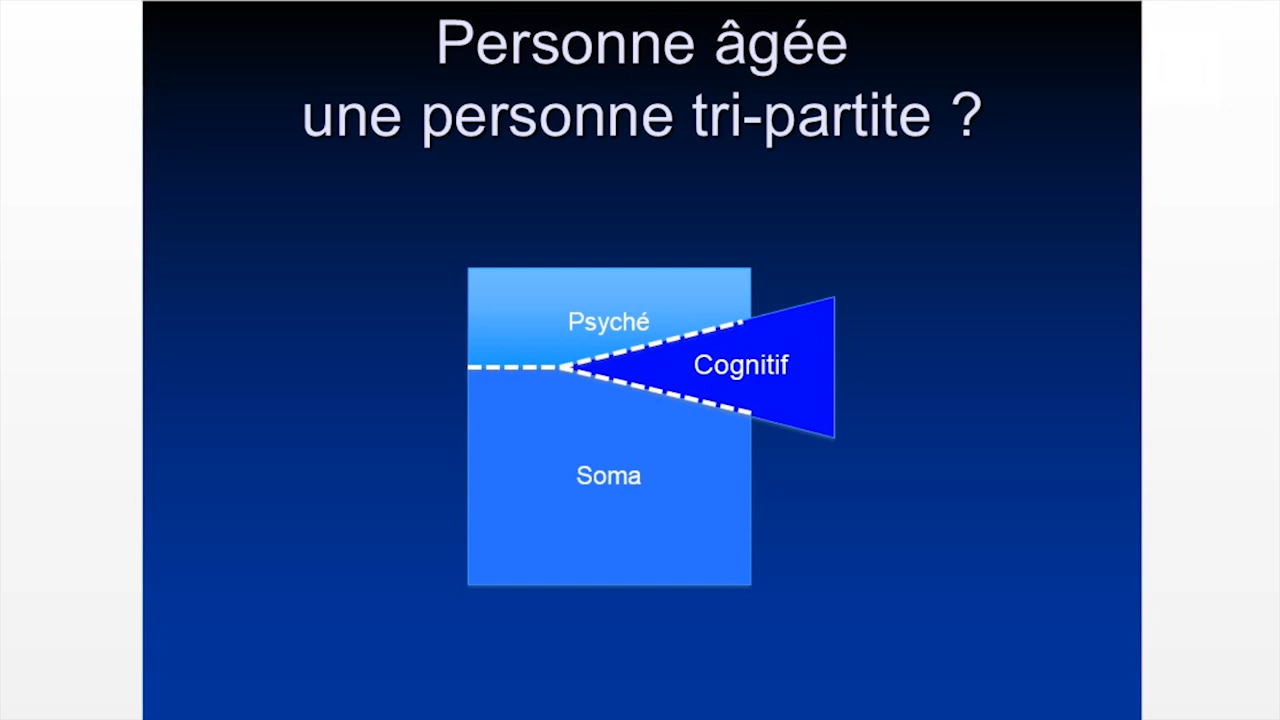 Personne âgée
une personne tri-partite ?
Psyché
Cognitif
Soma